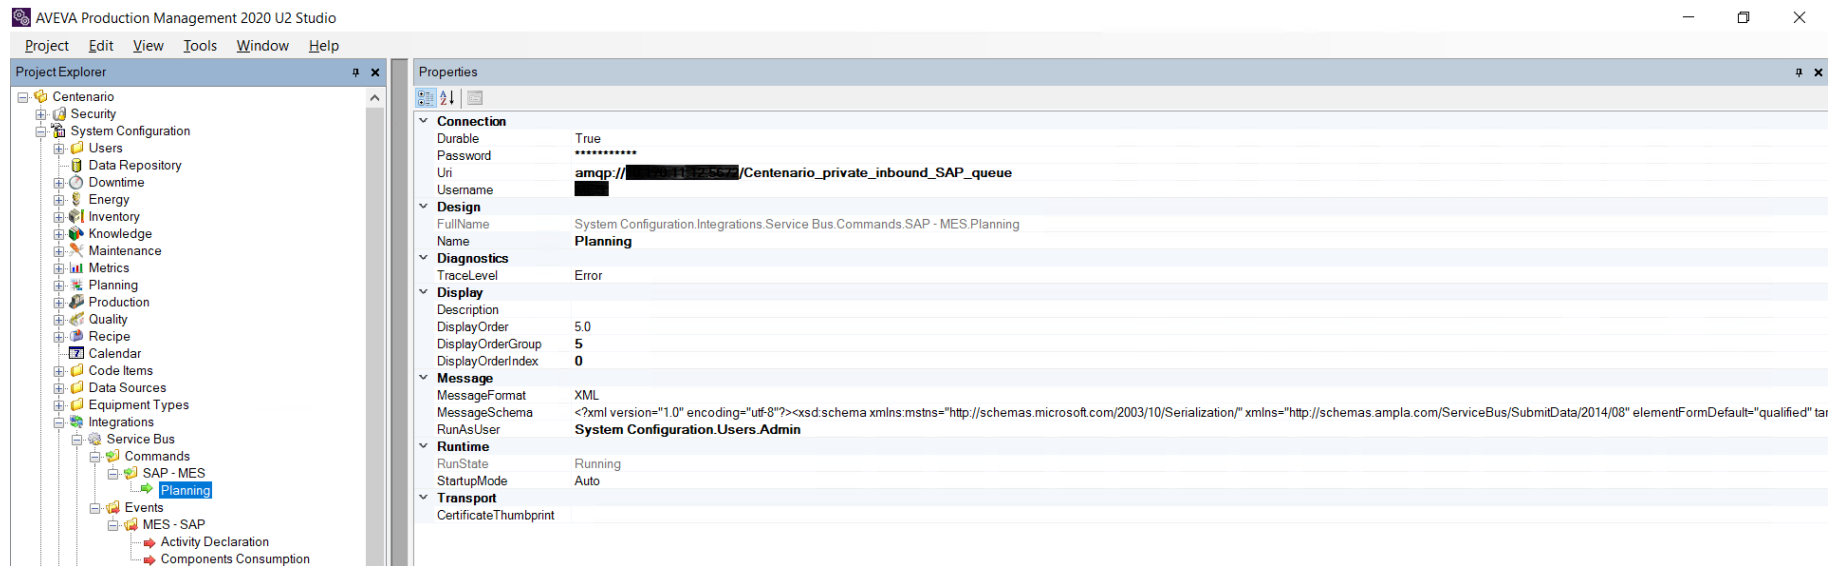 AVEVA Production Management 2020 U2 Studio
Project Edit View Tools Window Help
Project Explorer
Centenario
Security
System Configuration
Users
Data Repository
Downtime
Energy
Inventory
Knowledge
Maintenance
Metrics
Planning
Production
Quality
Recipe
Calendar
Code Items
Data Sources
Equipment Types
Integrations
Service Bus
Commands
SAP - MES
Planning
Events
MES - SAP
Activity Declaration
Components Consumption
Properties
Connection
Durable True
Password ***********
Uri amqp:// /Centenario_private_inbound_SAP_queue
Username
Design
FullName System Configuration.Integrations.Service Bus.Commands.SAP - MES.Planning
Name Planning
Diagnostics
TraceLevel Error
Display
Description
DisplayOrder 5.0
DisplayOrderGroup 5
DisplayOrderIndex 0
Message
MessageFormat XML
MessageSchema <?xml version="1.0" encoding="utf-8"?><xsd:schema xmlns:mstns="http://schemas.microsoft.com/2003/10/Serialization/" xmlns="http://schemas.ampla.com/ServiceBus/SubmitData/2014/08" elementFormDefault="qualified" tar
RunAsUser System Configuration.Users.Admin
Runtime
RunState Running
StartupMode Auto
Transport
CertificateThumbprint